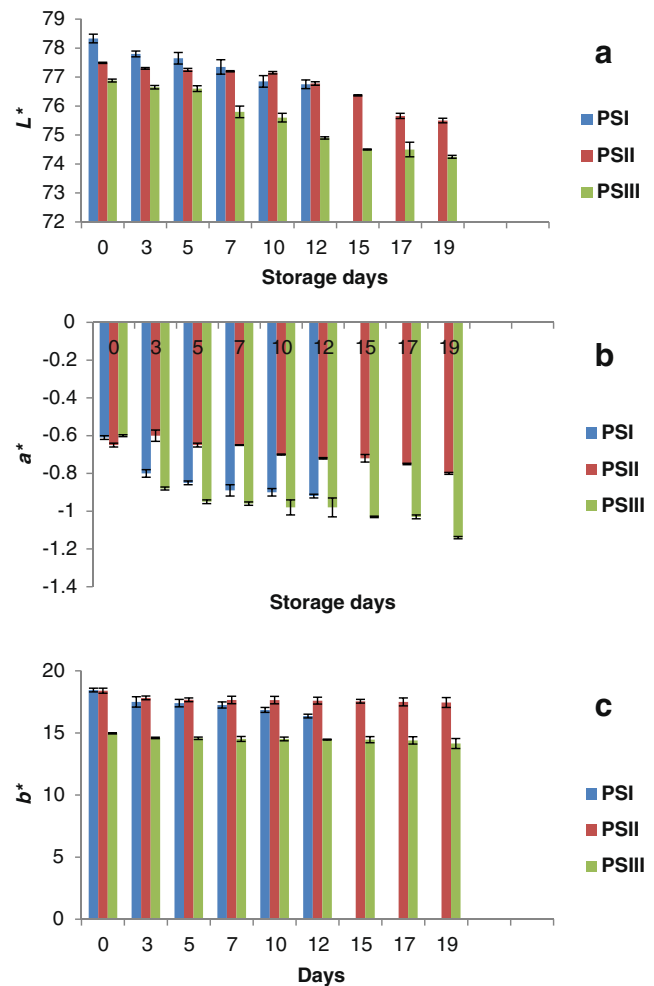 79
78
77
76
75
74
73
72
L*
0 3 5 7 10 12 15 17 19
Storage days
a
PSI
PSII
PSIII
0
-0.2
-0.4
-0.6
-0.8
-1
-1.2
-1.4
a*
0 3 5 7 10 12 15 17 19
Storage days
b
PSI
PSII
PSIII
20
15
10
5
0
b*
0 3 5 7 10 12 15 17 19
Days
c
PSI
PSII
PSIII